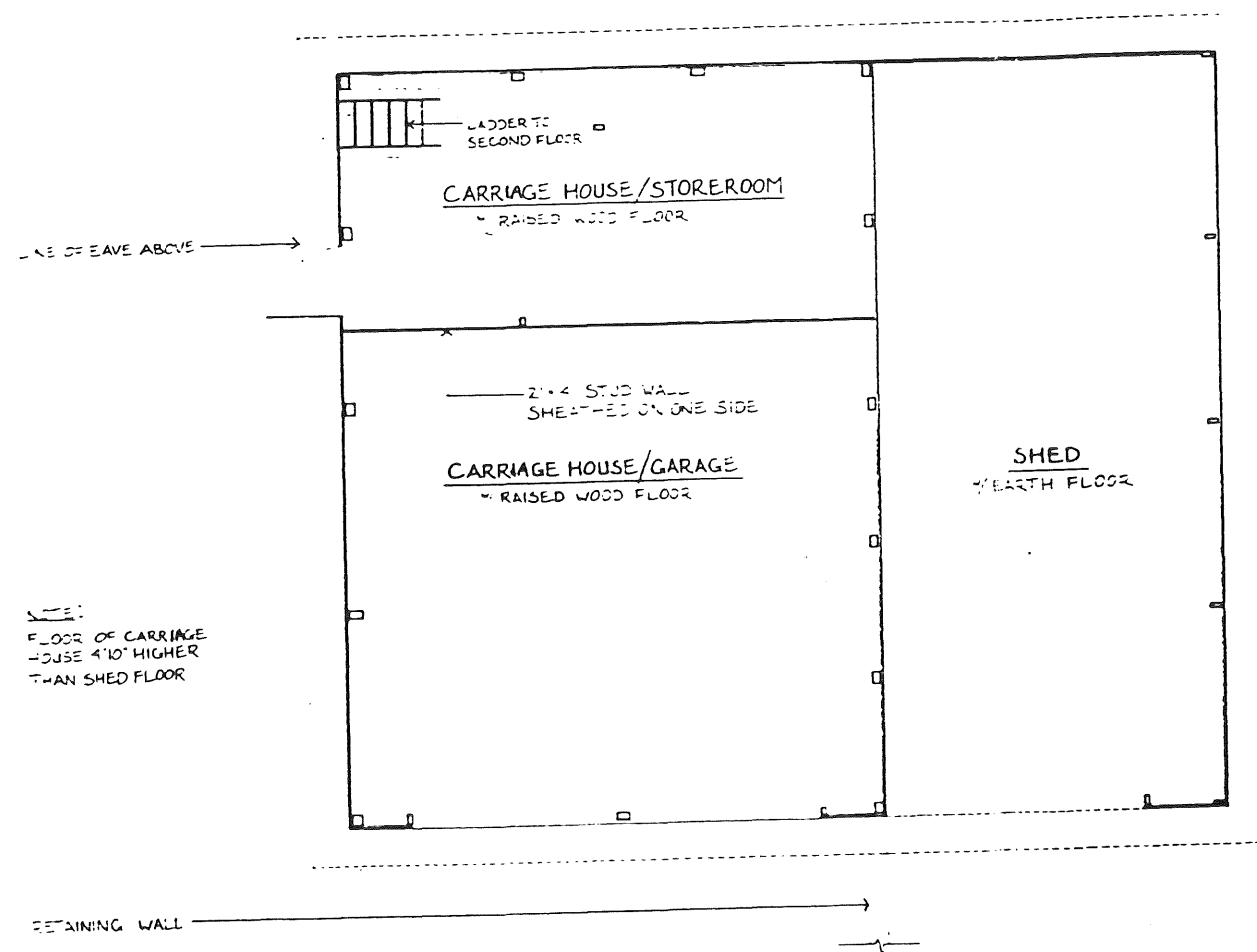 LADDER TO
SECOND FLOOR
CARRIAGE HOUSE/STOREROOM
W/ RAISED WOOD FLOOR
LINE OF EAVE ABOVE
2"x4" STUD WALL
SHEATHED ON ONE SIDE
CARRIAGE HOUSE/GARAGE
W/ RAISED WOOD FLOOR
SHED
W/ EARTH FLOOR
NOTE:
FLOOR OF CARRIAGE
HOUSE 4'10" HIGHER
THAN SHED FLOOR
RETAINING WALL